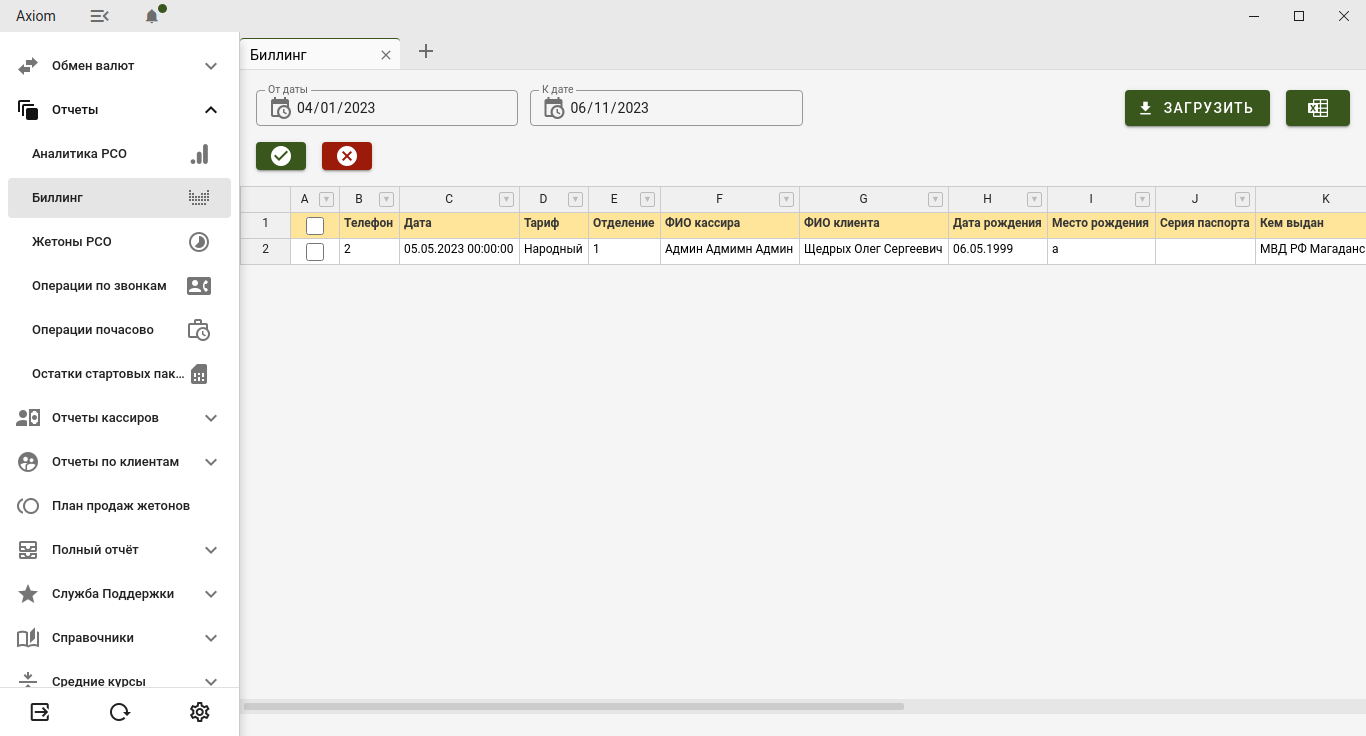 Axiom
Обмен валют
Отчеты
Аналитика РСО
Биллинг
Жетоны РСО
Операции по звонкам
Операции почасово
Остатки стартовых пак...
Отчеты кассиров
Отчеты по клиентам
План продаж жетонов
Полный отчёт
Служба Поддержки
Справочники
Средние курсы
Биллинг
От даты
04/01/2023
К дате
06/11/2023
ЗАГРУЗИТЬ
A B C D E F G H I J K
1 Телефон Дата Тариф Отделение ФИО кассира ФИО клиента Дата рождения Место рождения Серия паспорта Кем выдан
2 2 05.05.2023 00:00:00 Народный 1 Админ Адмимн Админ Щедрых Олег Сергеевич 06.05.1999 а МВД РФ Магаданс